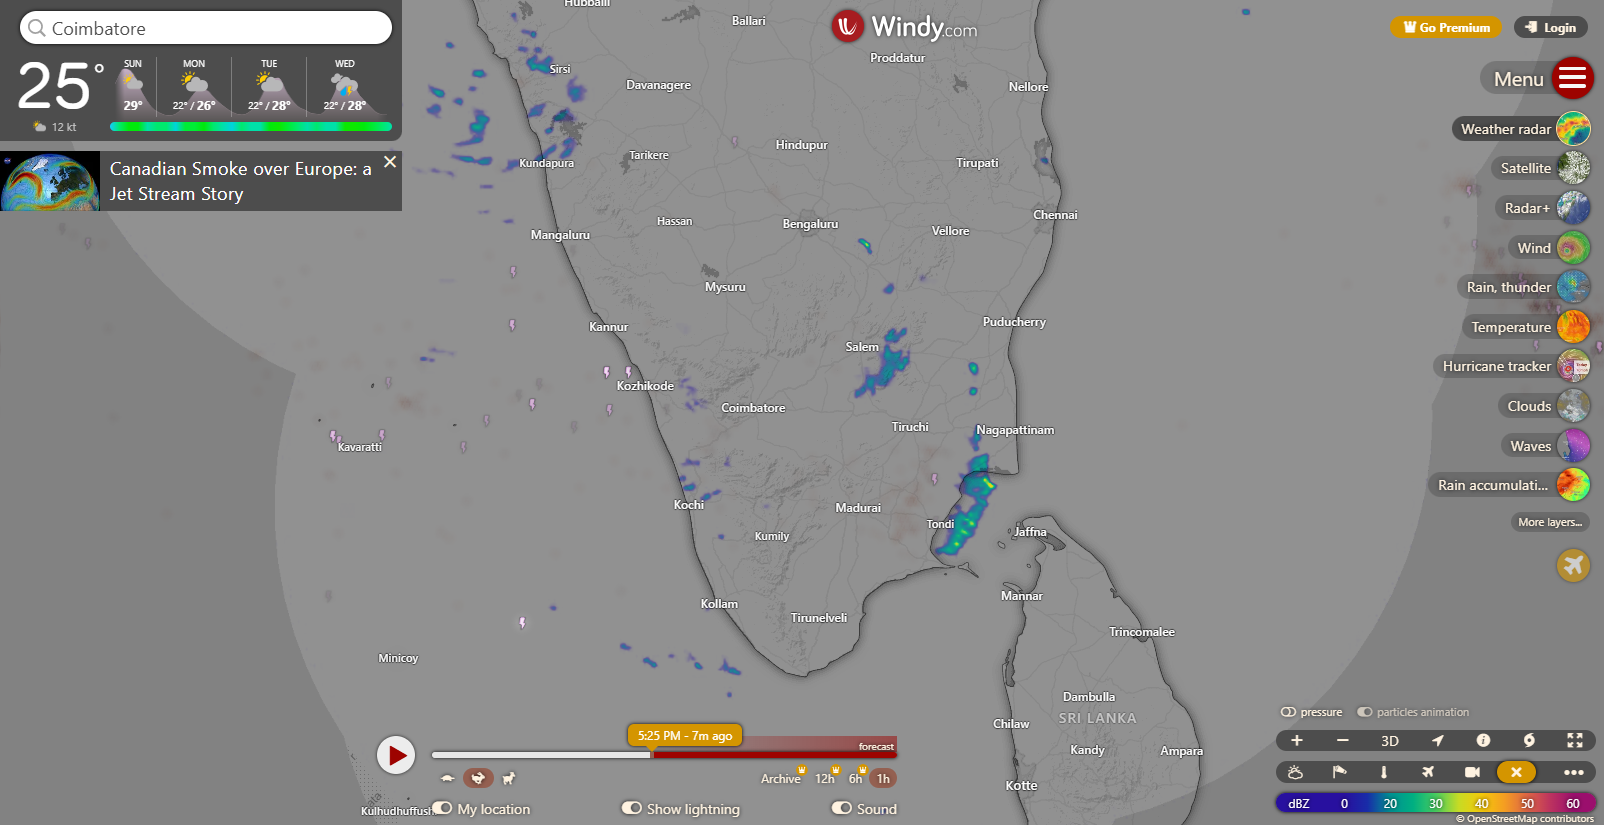 Coimbatore
25°
12 kt
SUN
29°
MON
22° / 26°
TUE
22° / 28°
WED
22° / 28°
Canadian Smoke over Europe: a
Jet Stream Story
Windy.com
Go Premium
Login
Menu
Weather radar
Satellite
Radar+
Wind
Rain, thunder
Temperature
Hurricane tracker
Clouds
Waves
Rain accumulati...
More layers...
Hubballi
Ballari
Proddatur
Sirsi
Davanagere
Nellore
Hindupur
Kundapura
Tarikere
Tirupati
Hassan
Chennai
Mangaluru
Bengaluru
Vellore
Mysuru
Kannur
Puducherry
Salem
Kozhikode
Coimbatore
Tiruchi
Nagapattinam
Kavaratti
Kochi
Madurai
Tondi
Jaffna
Kumily
Kollam
Mannar
Tirunelveli
Trincomalee
Minicoy
Dambulla
Chilaw
SRI LANKA
Kandy
Ampara
Kotte
Kulhudhuffush
5:25 PM - 7m ago
forecast
Archive
12h
6h
1h
My location
Show lightning
Sound
pressure
particles animation
+
−
3D
dBZ 0 20 30 40 50 60
© OpenStreetMap contributors